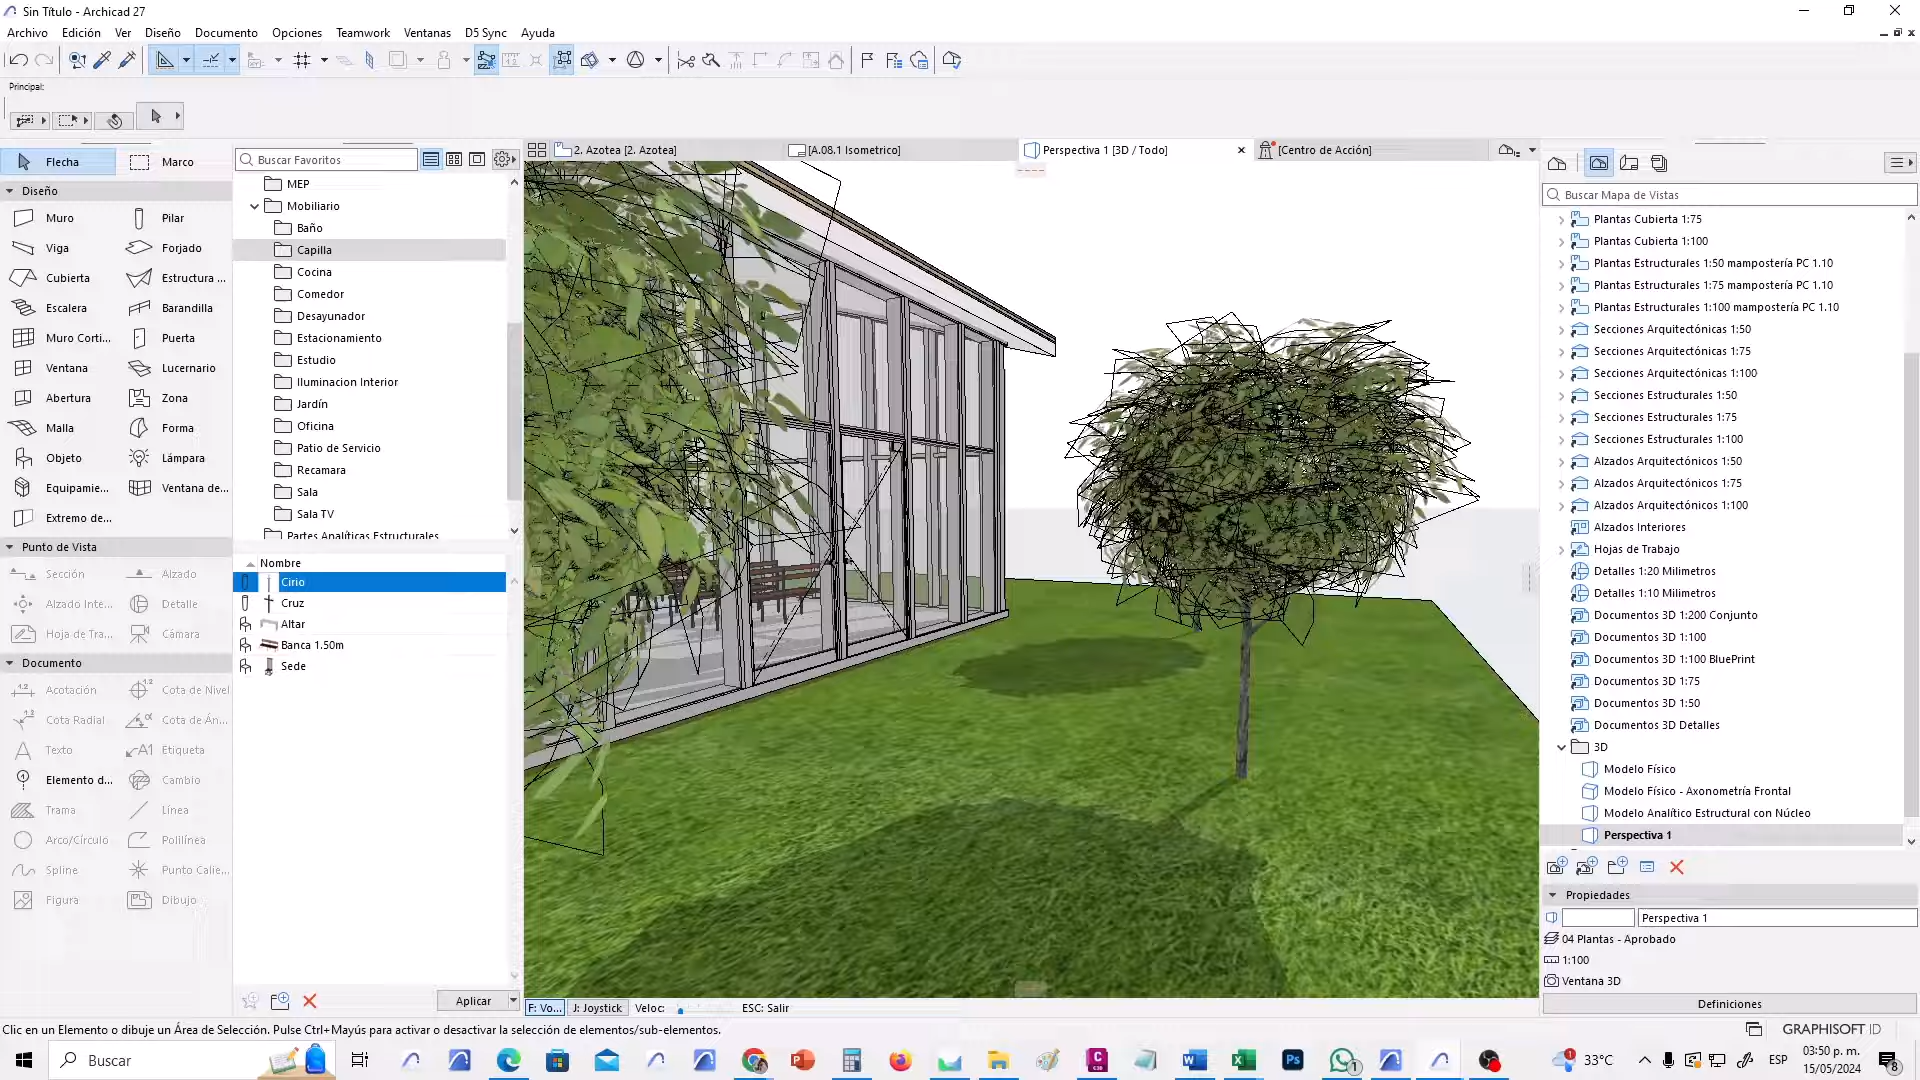 Sin Título - Archicad 27
Archivo Edición Ver Diseño Documento Opciones Teamwork Ventanas D5 Sync Ayuda
Principal:
Flecha Marco
Diseño
Muro Pilar
Viga Forjado
Cubierta Estructura ...
Escalera Barandilla
Muro Corti... Puerta
Ventana Lucernario
Abertura Zona
Malla Forma
Objeto Lámpara
Equipamie... Ventana de...
Extremo de...
Punto de Vista
Sección Alzado
Alzado Inte... Detalle
Hoja de Tra... Cámara
Documento
Acotación Cota de Nivel
Cota Radial Cota de Án...
Texto Etiqueta
Elemento d... Cambio
Trama Línea
Arco/Círculo Polilínea
Spline Punto Calie...
Figura Dibujo
Buscar Favoritos
MEP
Mobiliario
Baño
Capilla
Cocina
Comedor
Desayunador
Estacionamiento
Estudio
Iluminacion Interior
Jardín
Oficina
Patio de Servicio
Recamara
Sala
Sala TV
Partes Analíticas Estructurales
Nombre
Cirio
Cruz
Altar
Banca 1.50m
Sede
Aplicar
2. Azotea [2. Azotea]
[A.08.1 Isometrico]
Perspectiva 1 [3D / Todo]
[Centro de Acción]
F: Vo... J: Joystick Veloc: ESC: Salir
Buscar Mapa de Vistas
Plantas Cubierta 1:75
Plantas Cubierta 1:100
Plantas Estructurales 1:50 mampostería PC 1.10
Plantas Estructurales 1:75 mampostería PC 1.10
Plantas Estructurales 1:100 mampostería PC 1.10
Secciones Arquitectónicas 1:50
Secciones Arquitectónicas 1:75
Secciones Arquitectónicas 1:100
Secciones Estructurales 1:50
Secciones Estructurales 1:75
Secciones Estructurales 1:100
Alzados Arquitectónicos 1:50
Alzados Arquitectónicos 1:75
Alzados Arquitectónicos 1:100
Alzados Interiores
Hojas de Trabajo
Detalles 1:20 Milimetros
Detalles 1:10 Milimetros
Documentos 3D 1:200 Conjunto
Documentos 3D 1:100
Documentos 3D 1:100 BluePrint
Documentos 3D 1:75
Documentos 3D 1:50
Documentos 3D Detalles
3D
Modelo Físico
Modelo Físico - Axonometría Frontal
Modelo Analítico Estructural con Núcleo
Perspectiva 1
Propiedades
Perspectiva 1
04 Plantas - Aprobado
1:100
Ventana 3D
Definiciones
Clic en un Elemento o dibuje un Área de Selección. Pulse Ctrl+Mayús para activar o desactivar la selección de elementos/sub-elementos.
GRAPHISOFT ID
Buscar
33°C
ESP
03:50 p. m.
15/05/2024